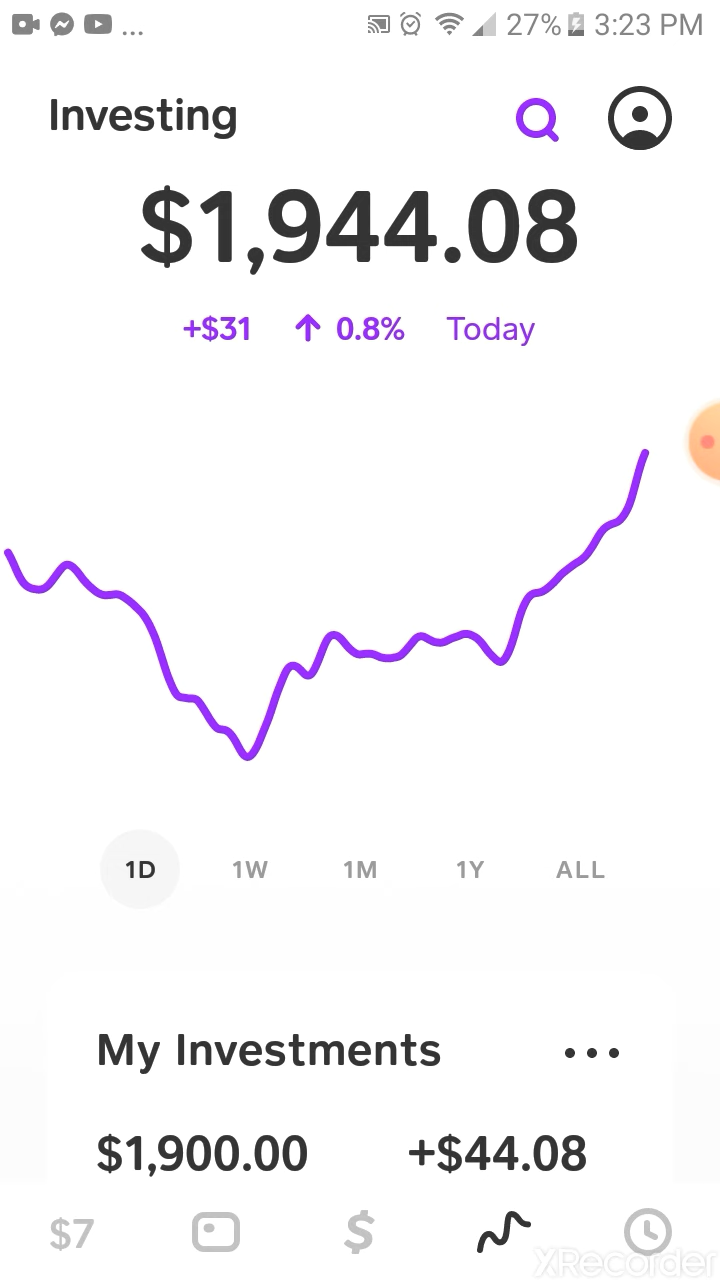 ... 27% 3:23 PM
Investing
$1,944.08
+$31 ↑ 0.8% Today
1D 1W 1M 1Y ALL
My Investments ...
$1,900.00 +$44.08
$7 $
XRecorder